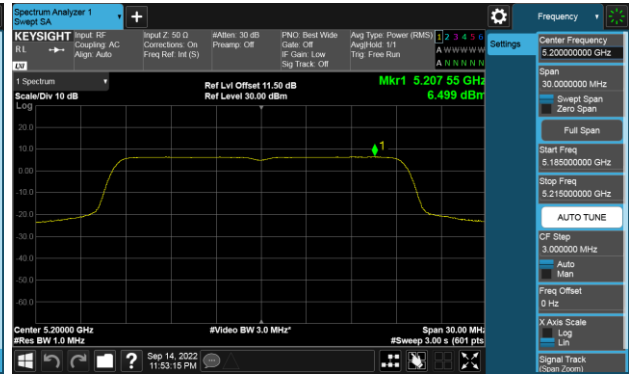 Spectrum Analyzer 1
Swept SA
Frequency
KEYSIGHT
RL
LXI
Input: RF
Coupling: AC
Align: Auto
Input Z: 50 Ω
Corrections: On
Freq Ref: Int (S)
#Atten: 30 dB
Preamp: Off
PNO: Best Wide
Gate: Off
IF Gain: Low
Sig Track: Off
Avg Type: Power (RMS)
Avg|Hold: 1/1
Trig: Free Run
1 2 3 4 5 6
A W W W W W
A N N N N N
1 Spectrum
Scale/Div 10 dB
Log
Ref Lvl Offset 11.50 dB
Ref Level 30.00 dBm
Mkr1 5.207 55 GHz
6.499 dBm
20.0
10.0
0.00
-10.0
-20.0
-30.0
-40.0
-50.0
-60.0
1
Center 5.20000 GHz
#Res BW 1.0 MHz
#Video BW 3.0 MHz*
Span 30.00 MHz
#Sweep 3.00 s (601 pts)
Sep 14, 2022
11:53:15 PM
?
Settings
Center Frequency
5.200000000 GHz
Span
30.0000000 MHz
Swept Span
Zero Span
Full Span
Start Freq
5.185000000 GHz
Stop Freq
5.215000000 GHz
AUTO TUNE
CF Step
3.000000 MHz
Auto
Man
Freq Offset
0 Hz
X Axis Scale
Log
Lin
Signal Track
(Span Zoom)